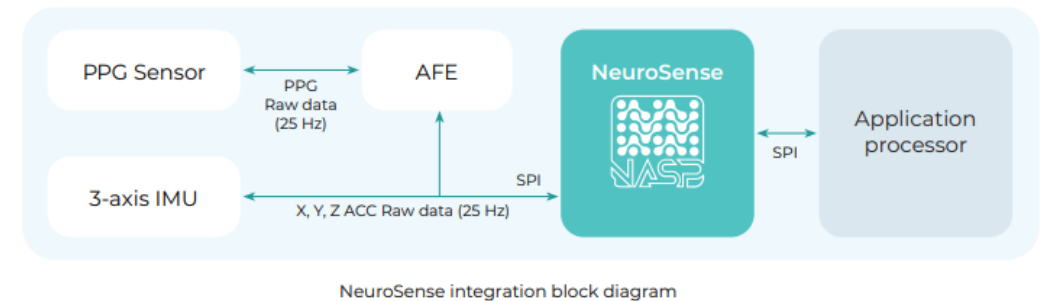 PPG Sensor
PPG
Raw data
(25 Hz)
AFE
3-axis IMU
X, Y, Z ACC Raw data (25 Hz)
SPI
NeuroSense
NASP
SPI
Application
processor
NeuroSense integration block diagram